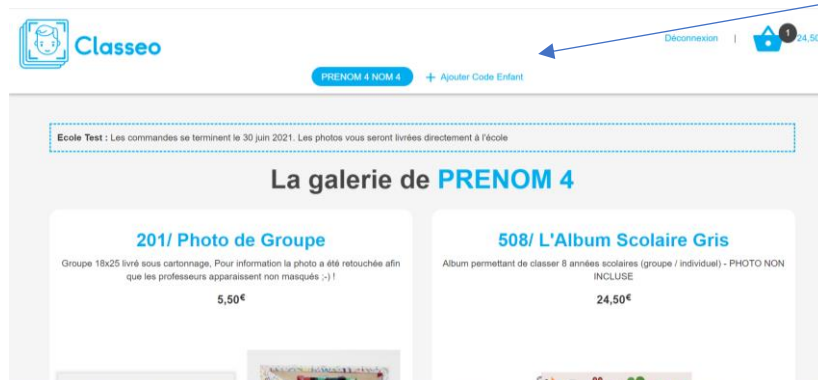 Classeo
Déconnexion | 1 24,50
PRENOM 4 NOM 4 + Ajouter Code Enfant
Ecole Test : Les commandes se terminent le 30 juin 2021. Les photos vous seront livrées directement à l'école
La galerie de PRENOM 4
201/ Photo de Groupe
Groupe 18x25 livré sous cartonnage, Pour information la photo a été retouchée afin
que les professeurs apparaissent non masqués ;-) !
5,50€
508/ L'Album Scolaire Gris
Album permettant de classer 8 années scolaires (groupe / individuel) - PHOTO NON
INCLUSE
24,50€